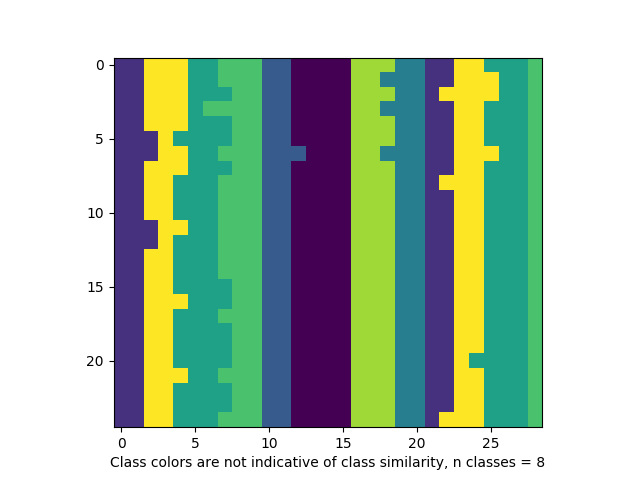 0
5
10
15
20
0 5 10 15 20 25
Class colors are not indicative of class similarity, n classes = 8